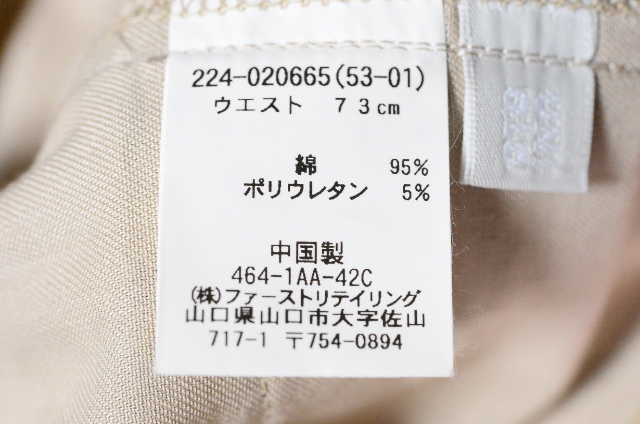 224-020665(53-01)
ウエスト 73cm
綿 95%
ポリウレタン 5%
中国製
464-1AA-42C
(株)ファーストリテイリング
山口県山口市大字佐山
717-1 〒754-0894